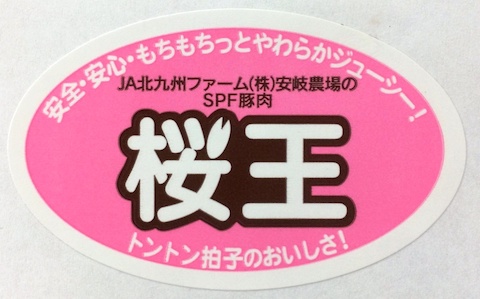 安全・安心・もちもちっとやわらかジューシー!
JA北九州ファーム(株)安岐農場の
SPF豚肉
桜王
トントン拍子のおいしさ!